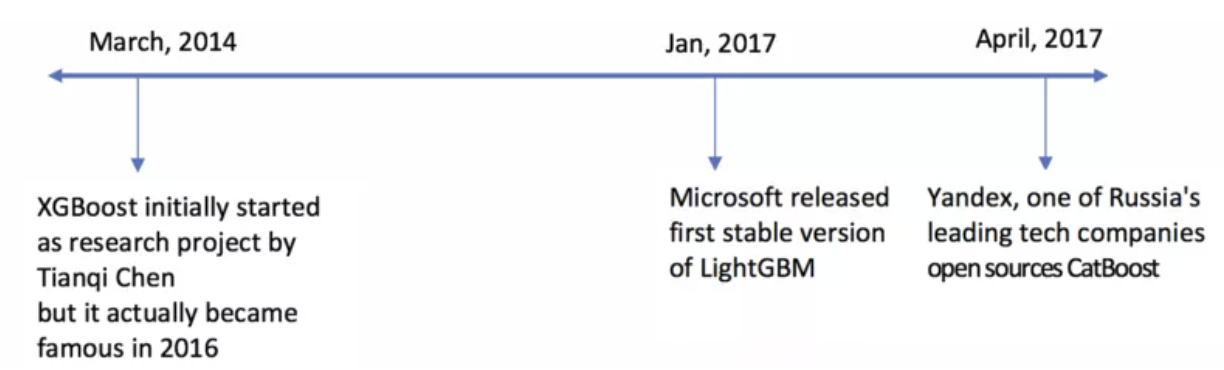 March, 2014
Jan, 2017
April, 2017
XGBoost initially started
as research project by
Tianqi Chen
but it actually became
famous in 2016
Microsoft released
first stable version
of LightGBM
Yandex, one of Russia's
leading tech companies
open sources CatBoost